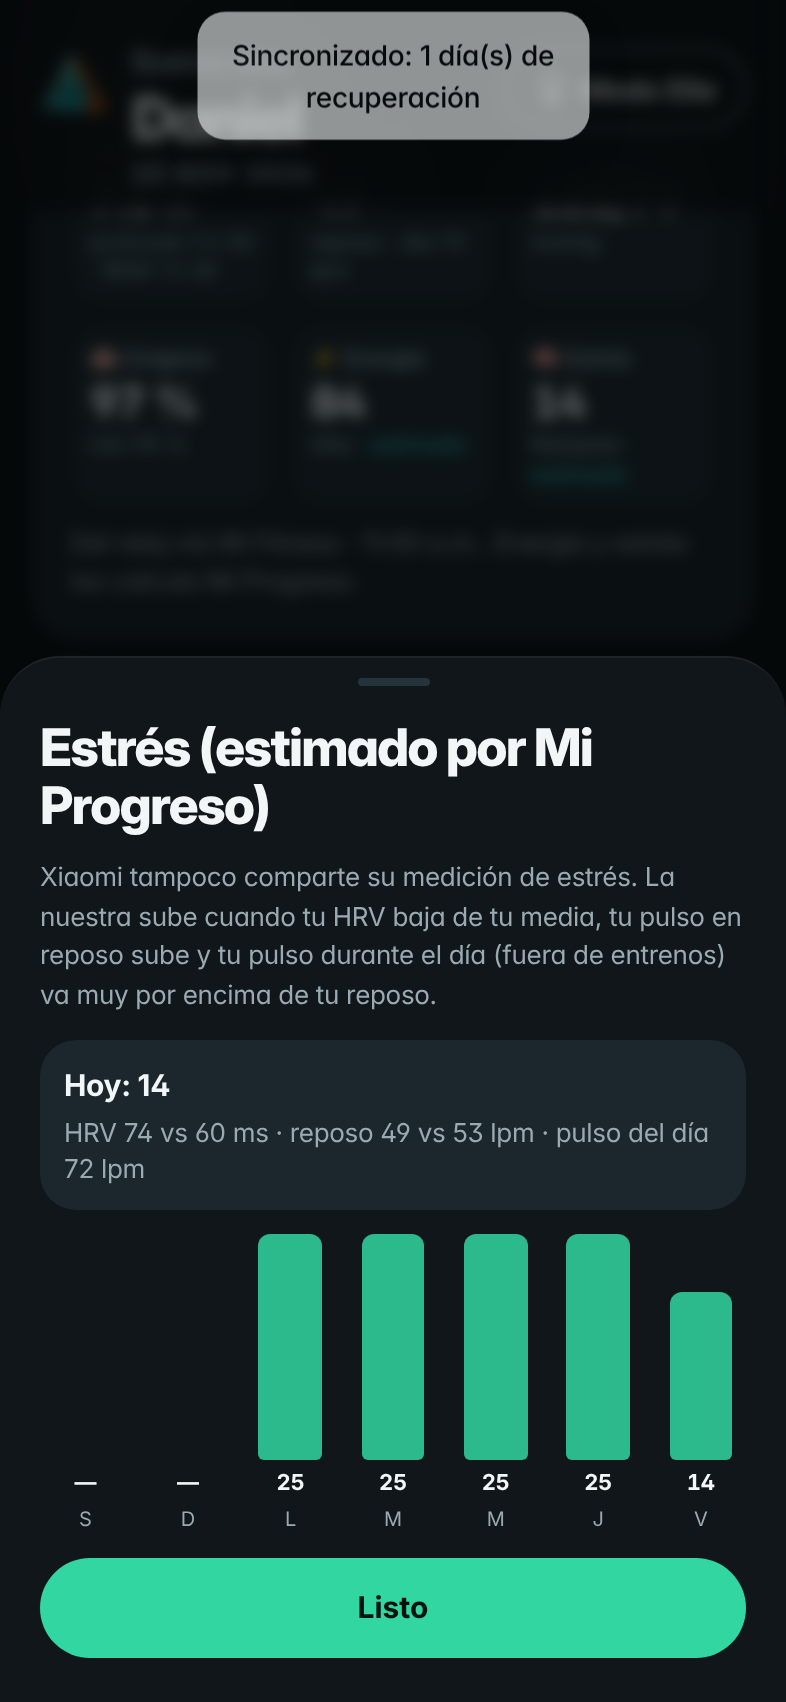 Sincronizado: 1 día(s) de
recuperación
97 %
84
14
Estrés (estimado por Mi
Progreso)
Xiaomi tampoco comparte su medición de estrés. La
nuestra sube cuando tu HRV baja de tu media, tu pulso en
reposo sube y tu pulso durante el día (fuera de entrenos)
va muy por encima de tu reposo.
Hoy: 14
HRV 74 vs 60 ms · reposo 49 vs 53 lpm · pulso del día
72 lpm
— — 25 25 25 25 14
S D L M M J V
Listo